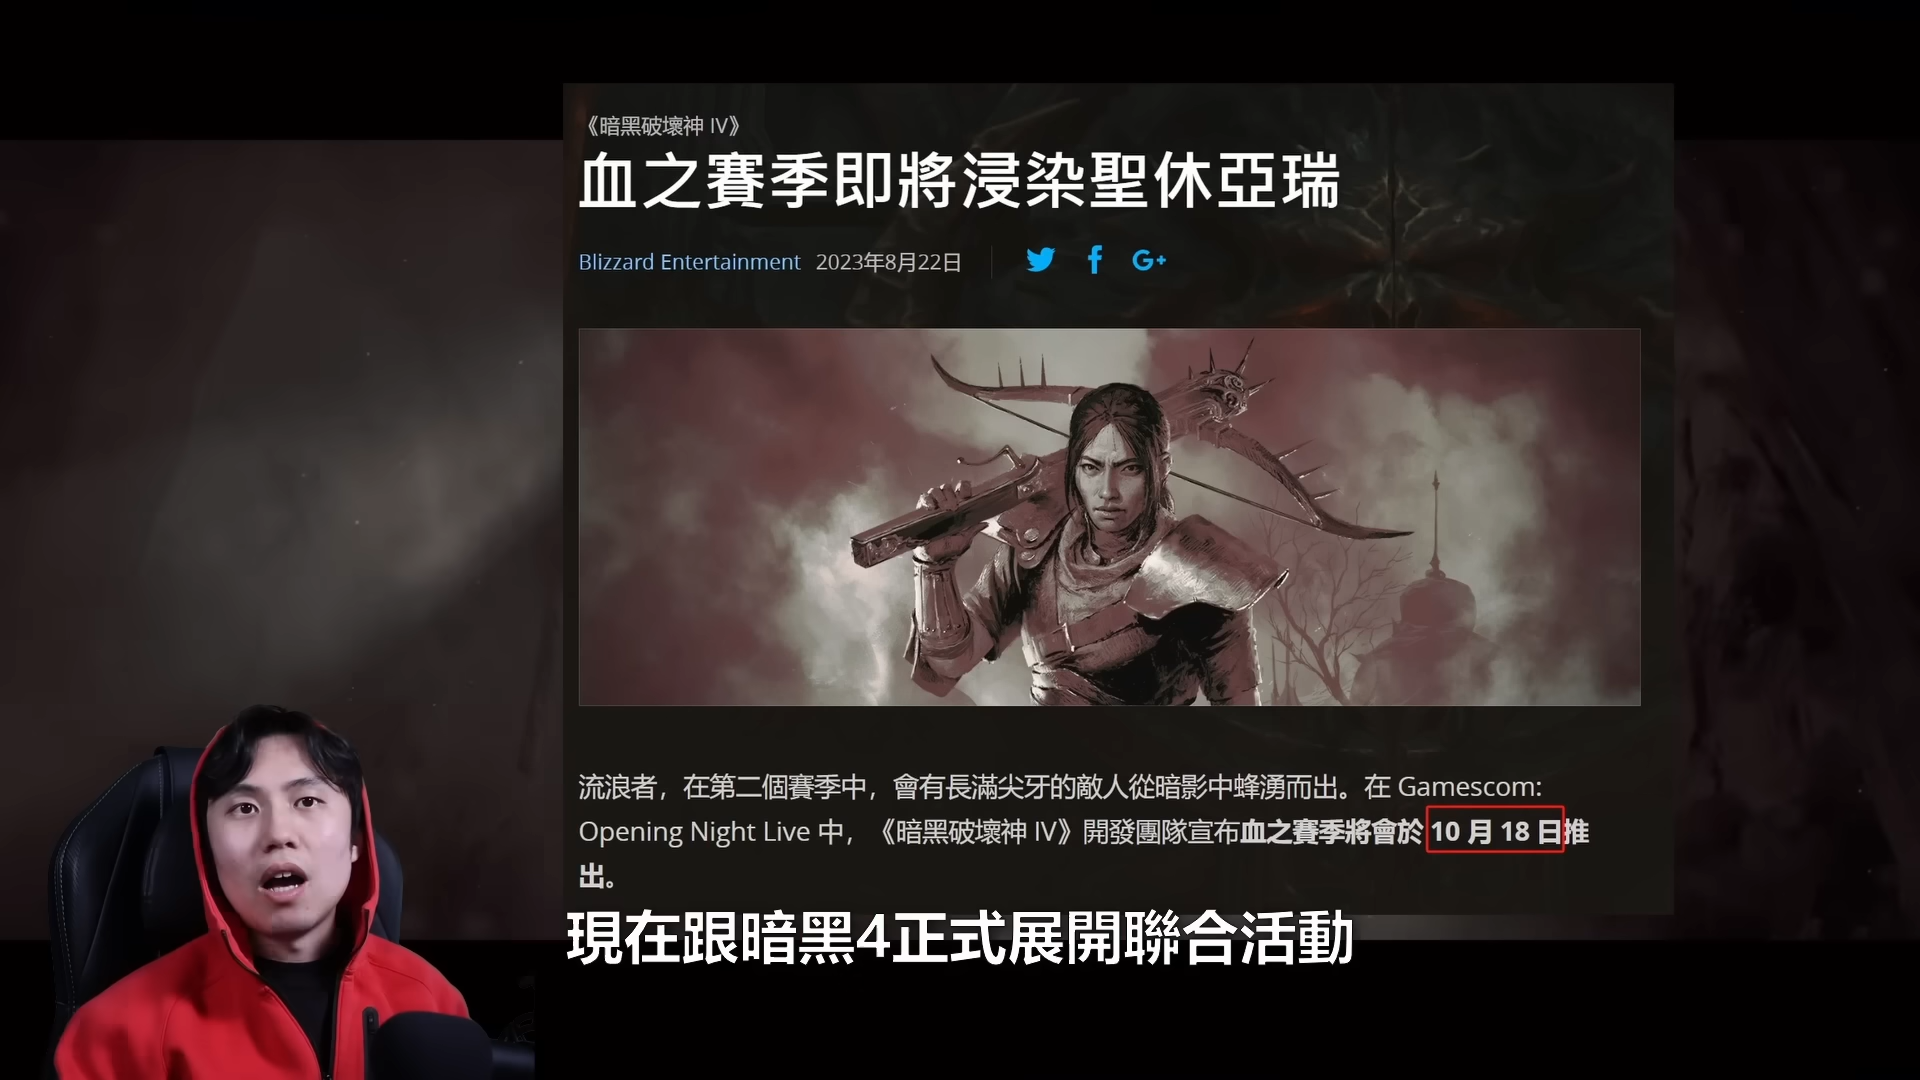 《暗黑破壞神 IV》
血之賽季即將浸染聖休亞瑞
Blizzard Entertainment 2023年8月22日
G+
流浪者，在第二個賽季中，會有長滿尖牙的敵人從暗影中蜂湧而出。在 Gamescom:
Opening Night Live 中，《暗黑破壞神 IV》開發團隊宣布血之賽季將會於 10 月 18 日推
出。
現在跟暗黑4正式展開聯合活動